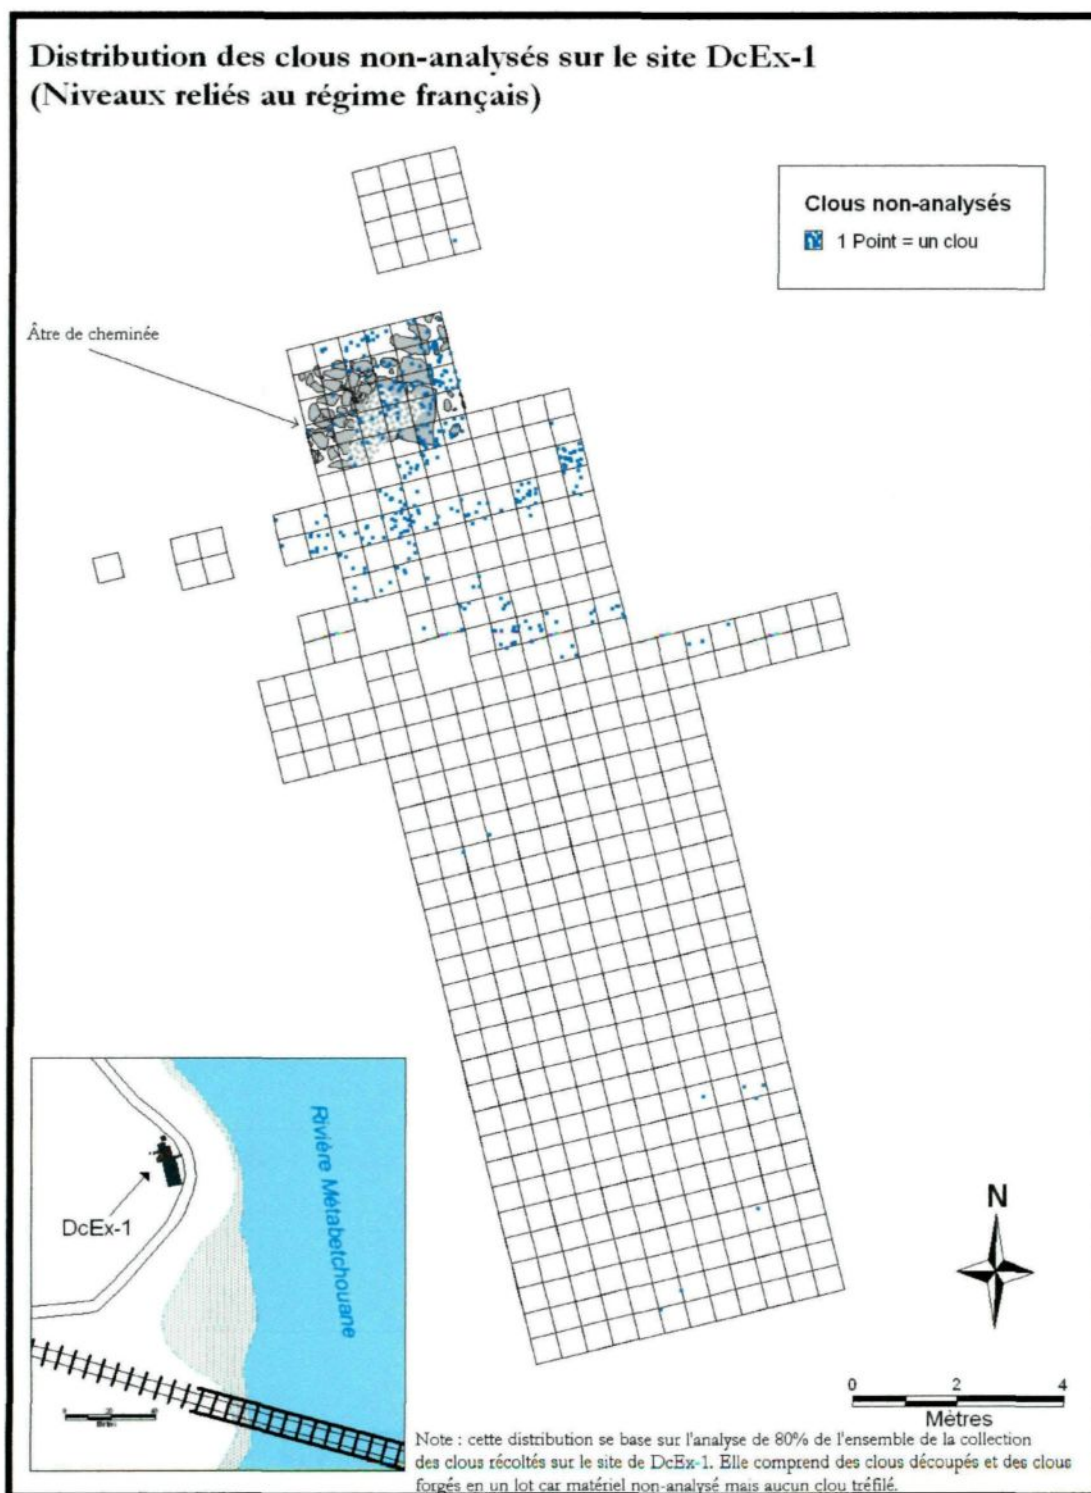 Distribution des clous non-analysés sur le site DcEx-1
(Niveaux reliés au régime français)
Clous non-analysés
1 Point = un clou
Âtre de cheminée
Rivière Métabetchouane
DcEx-1
N
0 2 4
Mètres
Note : cette distribution se base sur l'analyse de 80% de l'ensemble de la collection
des clous récoltés sur le site de DcEx-1. Elle comprend des clous découpés et des clous
forgés en un lot car matériel non-analysé mais aucun clou tréfilé.